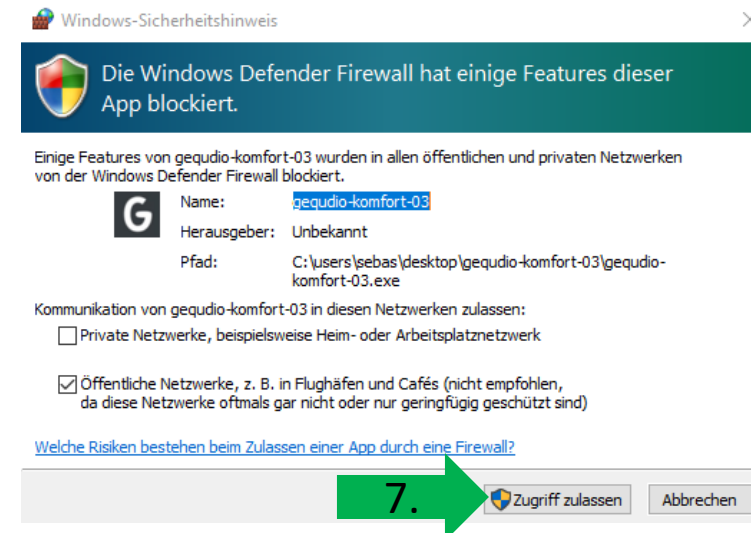 Windows-Sicherheitshinweis
Die Windows Defender Firewall hat einige Features dieser
App blockiert.
Einige Features von gequdio-komfort-03 wurden in allen öffentlichen und privaten Netzwerken
von der Windows Defender Firewall blockiert.
G
Name: gequdio-komfort-03
Herausgeber: Unbekannt
Pfad: C:\users\sebas\desktop\gequdio-komfort-03\gequdio-
komfort-03.exe
Kommunikation von gequdio-komfort-03 in diesen Netzwerken zulassen:
Private Netzwerke, beispielsweise Heim- oder Arbeitsplatznetzwerk
Öffentliche Netzwerke, z. B. in Flughäfen und Cafés (nicht empfohlen,
da diese Netzwerke oftmals gar nicht oder nur geringfügig geschützt sind)
Welche Risiken bestehen beim Zulassen einer App durch eine Firewall?
7. Zugriff zulassen Abbrechen